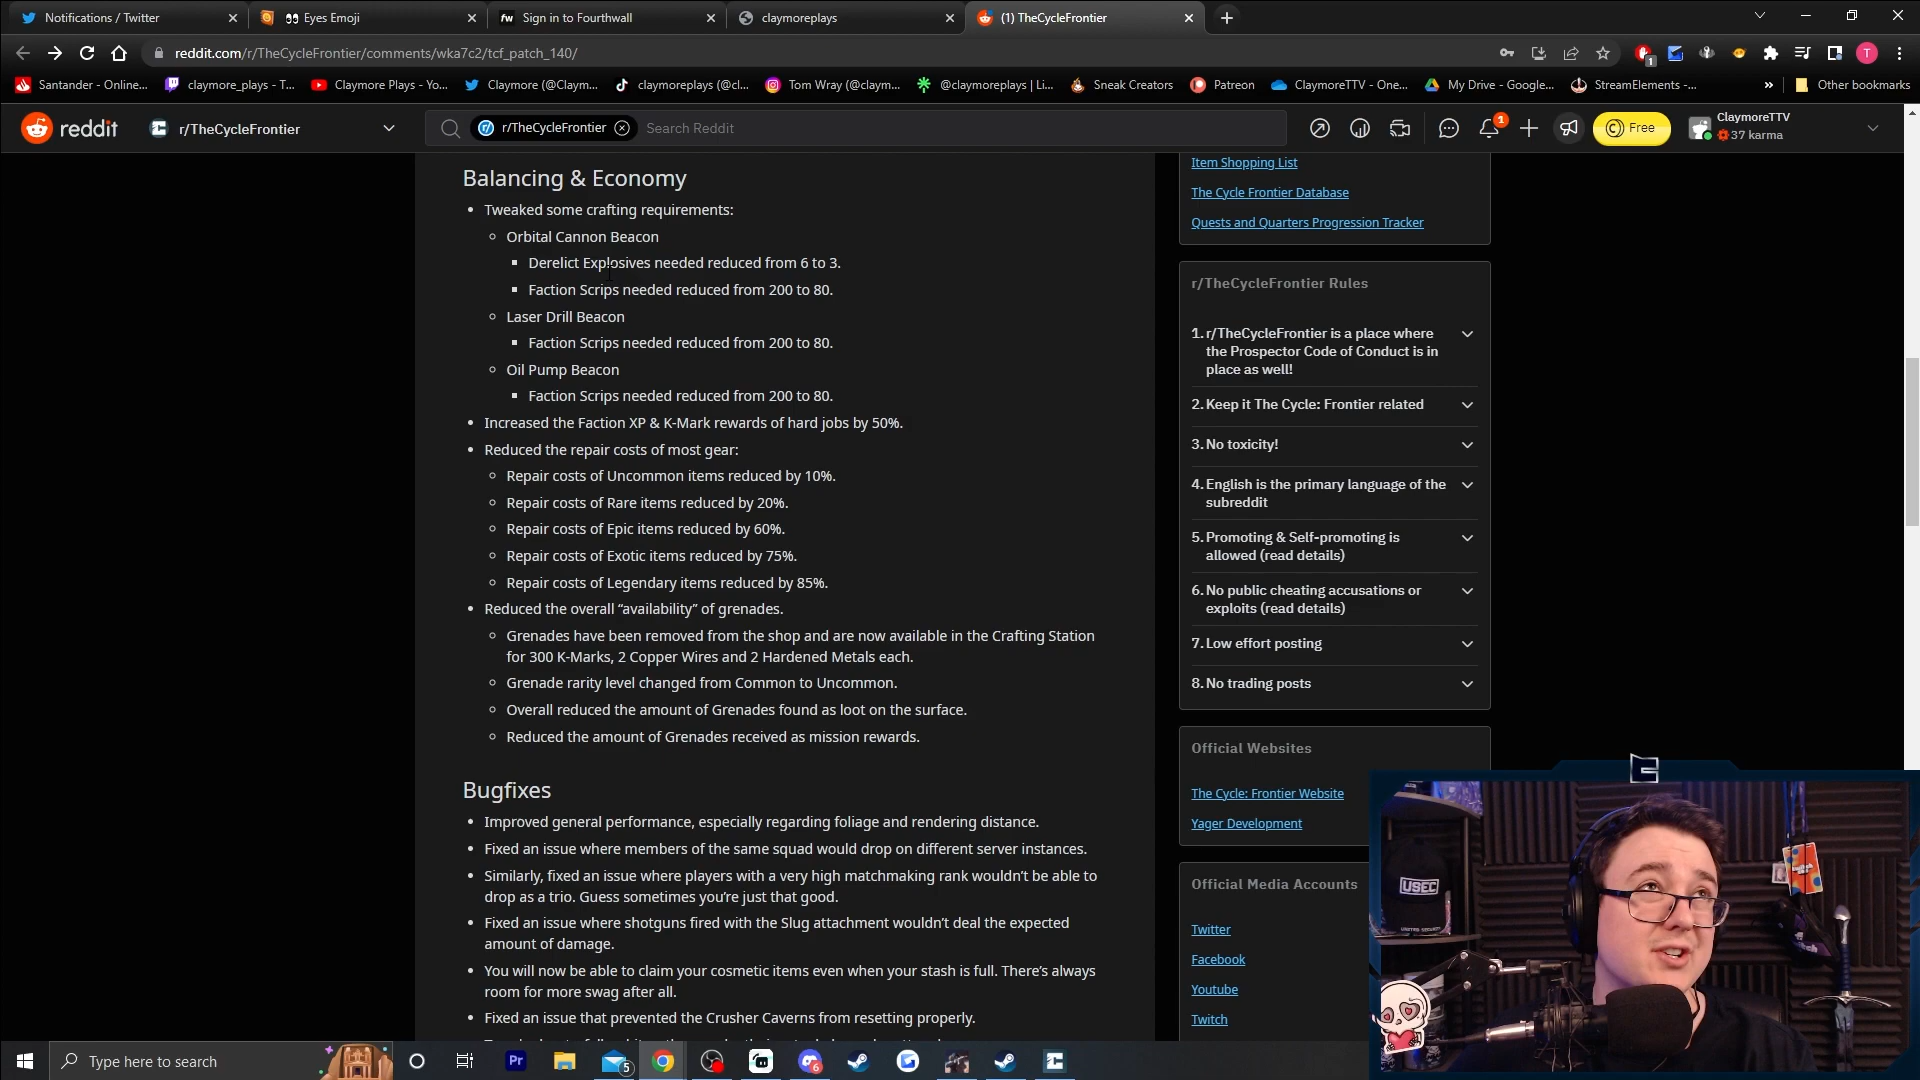 Notifications / Twitter
Eyes Emoji
fw Sign in to Fourthwall
claymoreplays
(1) TheCycleFrontier
reddit.com/r/TheCycleFrontier/comments/wka7c2/tcf_patch_140/
1
T
Santander - Online...
claymore_plays - T...
Claymore Plays - Yo...
Claymore (@Claym...
claymoreplays (@cl...
Tom Wray (@claym...
@claymoreplays | Li...
Sneak Creators
Patreon
ClaymoreTTV - One...
My Drive - Google...
StreamElements -...
»
Other bookmarks
reddit
r/TheCycleFrontier
r/TheCycleFrontier
Search Reddit
1
Free
ClaymoreTTV
37 karma
Balancing & Economy
• Tweaked some crafting requirements:
Orbital Cannon Beacon
Derelict Explosives needed reduced from 6 to 3.
Faction Scrips needed reduced from 200 to 80.
Laser Drill Beacon
Faction Scrips needed reduced from 200 to 80.
Oil Pump Beacon
Faction Scrips needed reduced from 200 to 80.
• Increased the Faction XP & K-Mark rewards of hard jobs by 50%.
• Reduced the repair costs of most gear:
Repair costs of Uncommon items reduced by 10%.
Repair costs of Rare items reduced by 20%.
Repair costs of Epic items reduced by 60%.
Repair costs of Exotic items reduced by 75%.
Repair costs of Legendary items reduced by 85%.
• Reduced the overall “availability” of grenades.
Grenades have been removed from the shop and are now available in the Crafting Station
for 300 K-Marks, 2 Copper Wires and 2 Hardened Metals each.
Grenade rarity level changed from Common to Uncommon.
Overall reduced the amount of Grenades found as loot on the surface.
Reduced the amount of Grenades received as mission rewards.
Bugfixes
• Improved general performance, especially regarding foliage and rendering distance.
• Fixed an issue where members of the same squad would drop on different server instances.
• Similarly, fixed an issue where players with a very high matchmaking rank wouldn’t be able to
drop as a trio. Guess sometimes you’re just that good.
• Fixed an issue where shotguns fired with the Slug attachment wouldn’t deal the expected
amount of damage.
• You will now be able to claim your cosmetic items even when your stash is full. There’s always
room for more swag after all.
• Fixed an issue that prevented the Crusher Caverns from resetting properly.
Item Shopping List
The Cycle Frontier Database
Quests and Quarters Progression Tracker
r/TheCycleFrontier Rules
1. r/TheCycleFrontier is a place where
the Prospector Code of Conduct is in
place as well!
2. Keep it The Cycle: Frontier related
3. No toxicity!
4. English is the primary language of the
subreddit
5. Promoting & Self-promoting is
allowed (read details)
6. No public cheating accusations or
exploits (read details)
7. Low effort posting
8. No trading posts
Official Websites
The Cycle: Frontier Website
Yager Development
Official Media Accounts
Twitter
Facebook
Youtube
Twitch
USEC
Type here to search
Pr
5
6